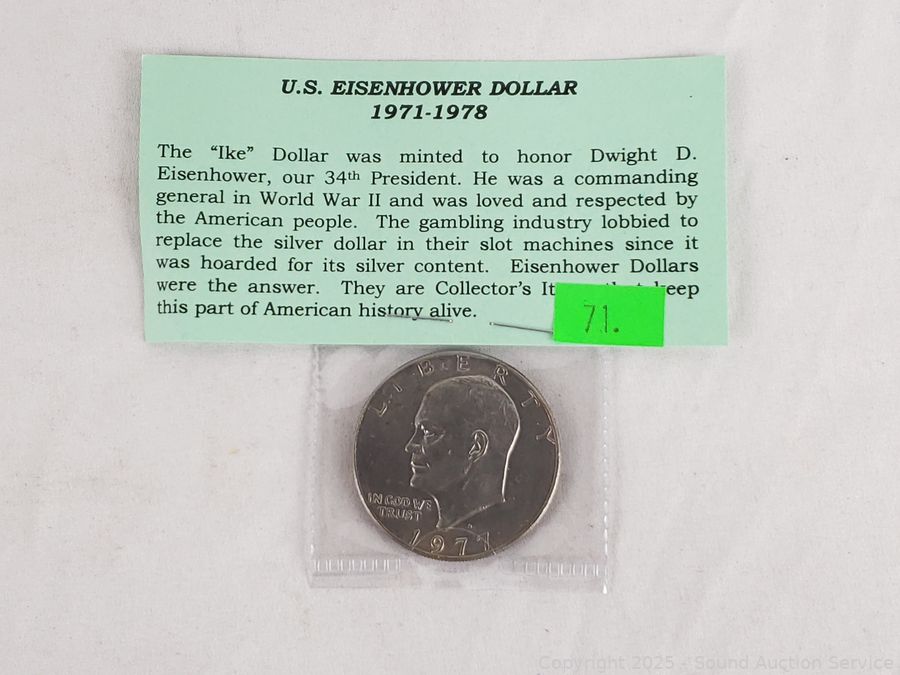 U.S. EISENHOWER DOLLAR
1971-1978
The “Ike” Dollar was minted to honor Dwight D.
Eisenhower, our 34th President. He was a commanding
general in World War II and was loved and respected by
the American people. The gambling industry lobbied to
replace the silver dollar in their slot machines since it
was hoarded for its silver content. Eisenhower Dollars
were the answer. They are Collector’s keep
this part of American history alive.
71.
LIBERTY
IN GOD WE
TRUST
1977
Copyright 2025 - Sound Auction Service